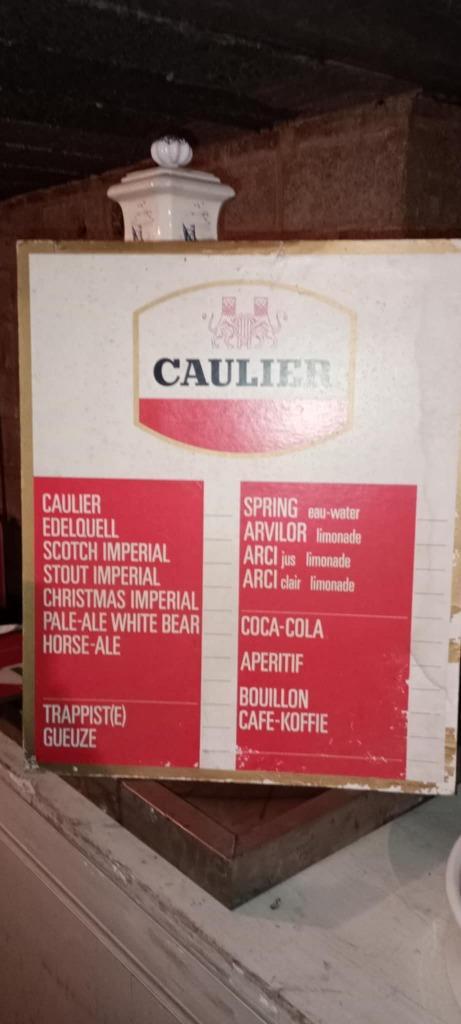 CAULIER
CAULIER
EDELQUELL
SCOTCH IMPERIAL
STOUT IMPERIAL
CHRISTMAS IMPERIAL
PALE-ALE WHITE BEAR
HORSE-ALE
TRAPPIST(E)
GUEUZE
SPRING eau-water
ARVILOR limonade
ARCI jus limonade
ARCI clair limonade
COCA-COLA
APERITIF
BOUILLON
CAFE-KOFFIE